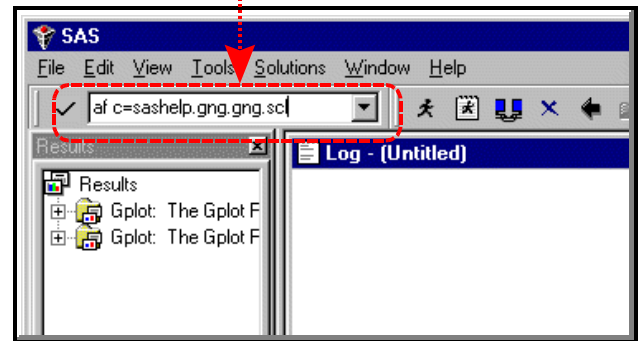 SAS
File Edit View Tools Solutions Window Help
af c=sashelp.gng.gng.scl
Results
Log - (Untitled)
Results
Gplot: The Gplot F
Gplot: The Gplot F